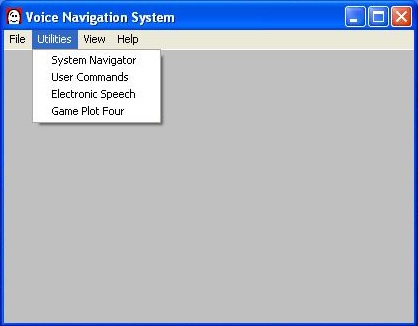 Voice Navigation System
File Utilities View Help
System Navigator
User Commands
Electronic Speech
Game Plot Four